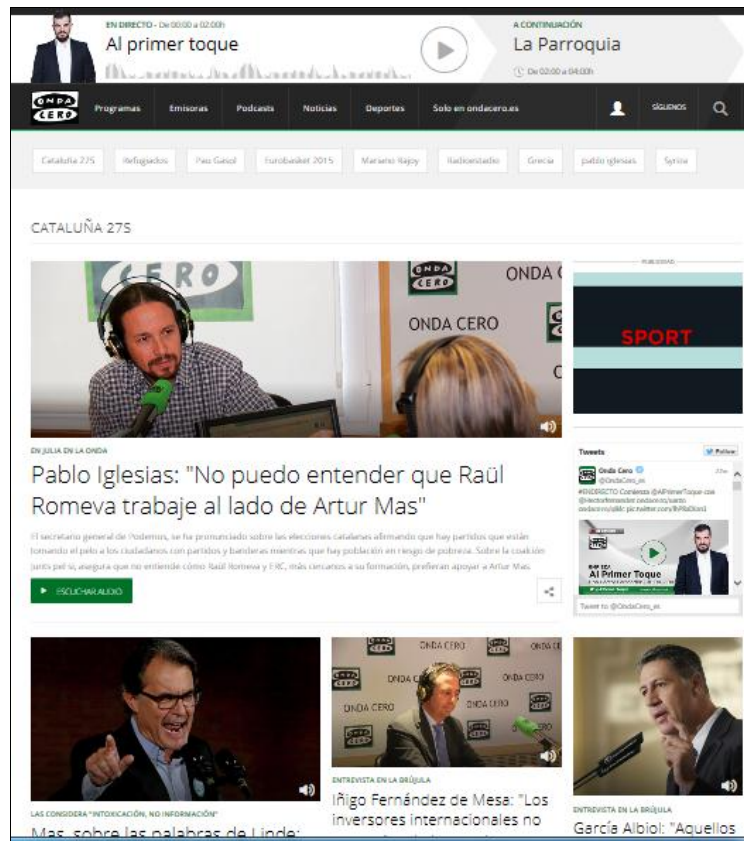 EN DIRECTO - De 00:00 a 02:00h
Al primer toque
A CONTINUACIÓN
La Parroquia
De 02:00 a 04:00h
ONDA CERO
Programas Emisoras Podcasts Noticias Deportes Solo en ondacero.es SÍGUENOS
Cataluña 27S Refugiados Pau Gasol Eurobasket 2015 Mariano Rajoy Radioestadio Grecia pablo iglesias Syriza
CATALUÑA 27S
ONDA CERO
ONDA CERO
ONDA CERO
PUBLICIDAD
SPORT
EN JULIA EN LA ONDA
Pablo Iglesias: "No puedo entender que Raül
Romeva trabaje al lado de Artur Mas"
El secretario general de Podemos, se ha pronunciado sobre las elecciones catalanas afirmando que hay partidos que están
tomando el pelo a los ciudadanos con partidos y banderas mientras que hay población en riesgo de pobreza. Sobre la coalición
Junts pel sí, asegura que no entiende cómo Raül Romeva y ERC, más cercanos a su formación, prefieran apoyar a Artur Mas.
ESCUCHAR AUDIO
Tweets Follow
Onda Cero
@OndaCero_es
#ENDIRECTO Comienza @AlPrimerToque con
Al Primer Toque
Tweet to @OndaCero_es
ONDA CERO
ONDA CERO
ONDA CERO
LAS CONSIDERA "INTOXICACIÓN, NO INFORMACIÓN"
Mas, sobre las palabras de Linde:
ENTREVISTA EN LA BRÚJULA
Iñigo Fernández de Mesa: "Los
inversores internacionales no
ENTREVISTA EN LA BRÚJULA
García Albiol: "Aquellos